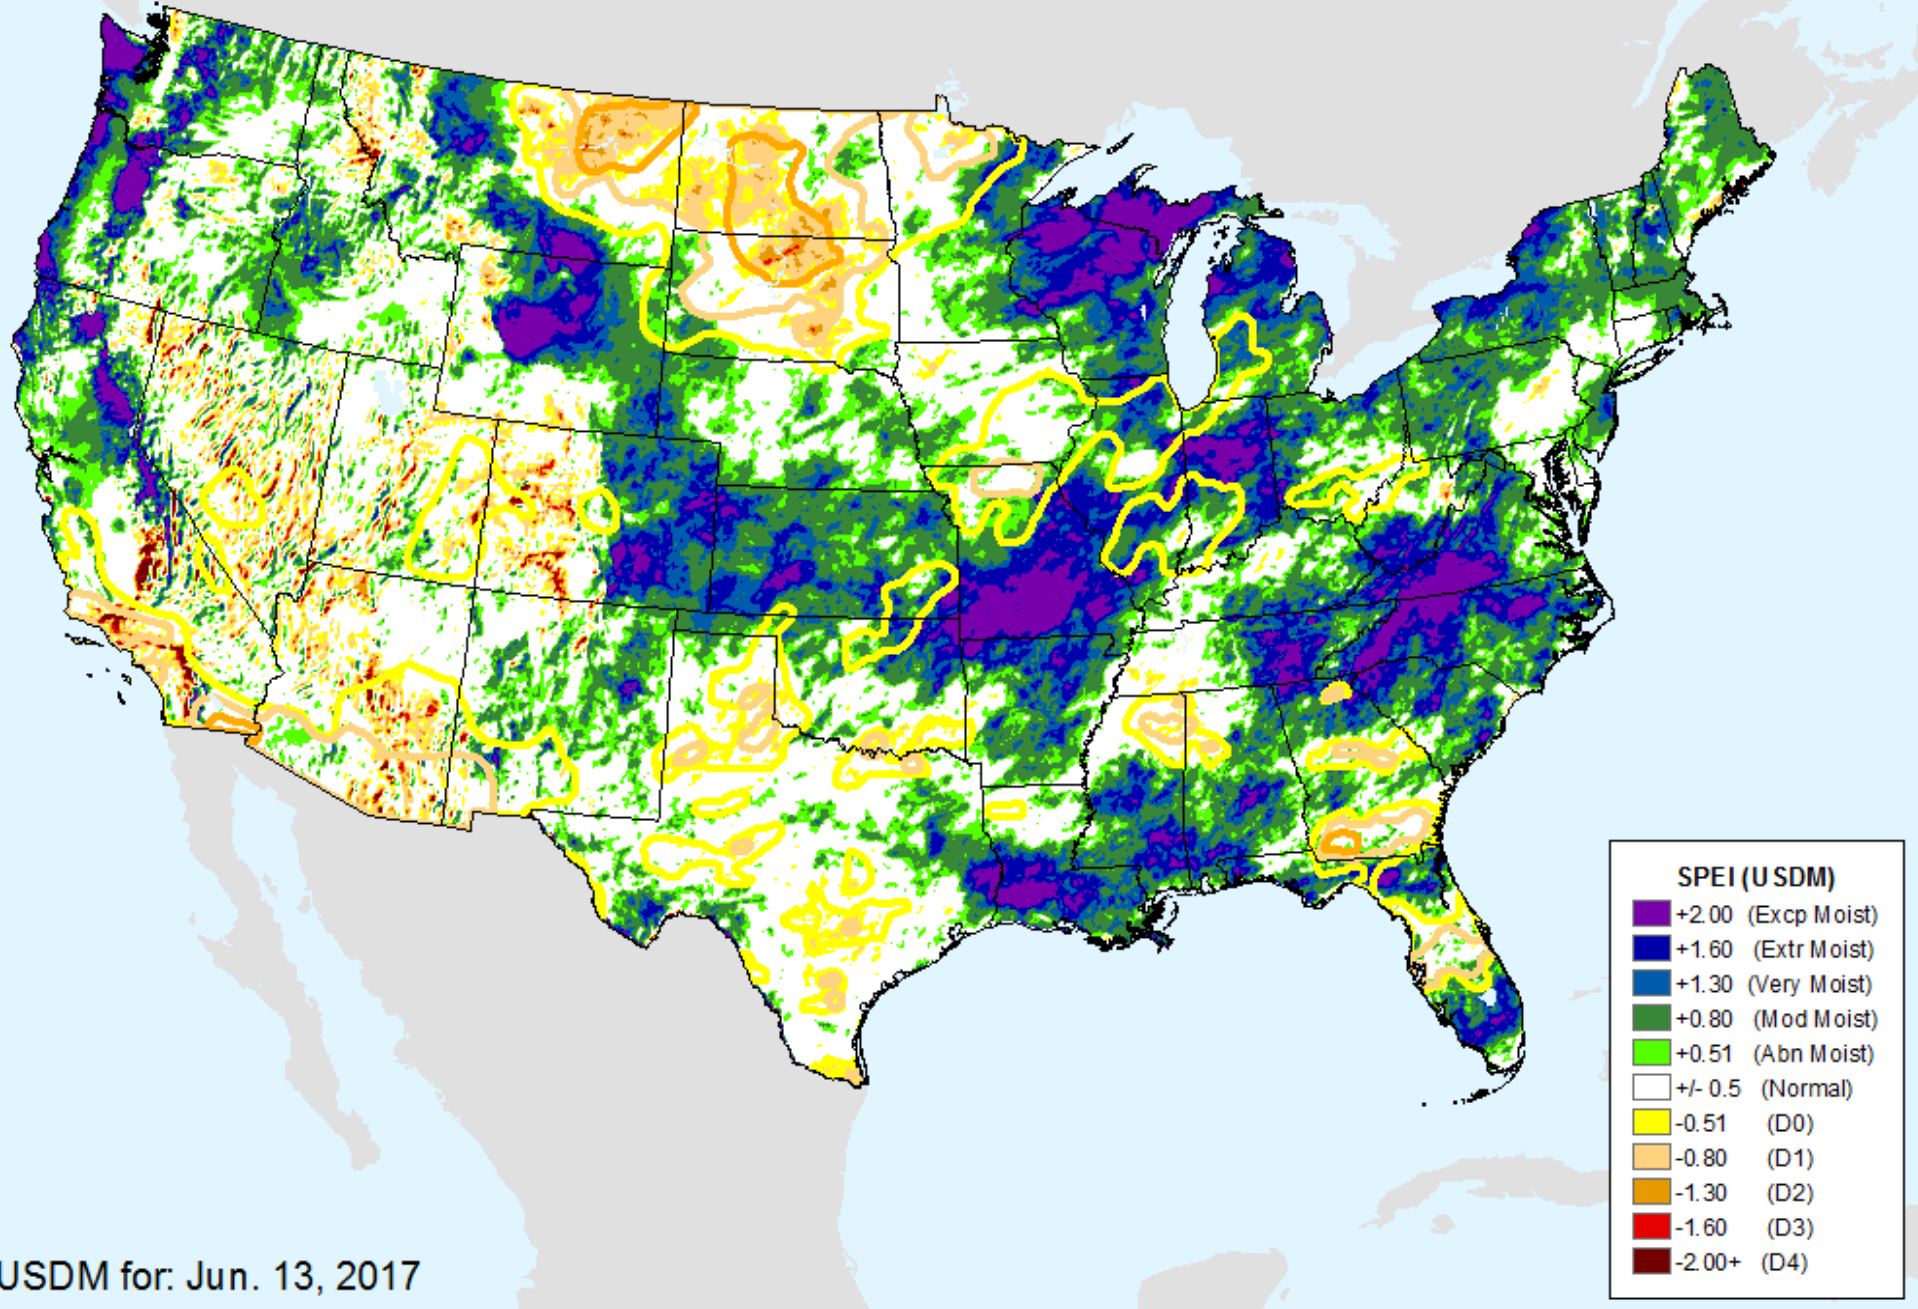 SPEI (USDM)
+2.00 (Excp Moist)
+1.60 (Extr Moist)
+1.30 (Very Moist)
+0.80 (Mod Moist)
+0.51 (Abn Moist)
+/- 0.5 (Normal)
-0.51 (D0)
-0.80 (D1)
-1.30 (D2)
-1.60 (D3)
-2.00+ (D4)
USDM for: Jun. 13, 2017